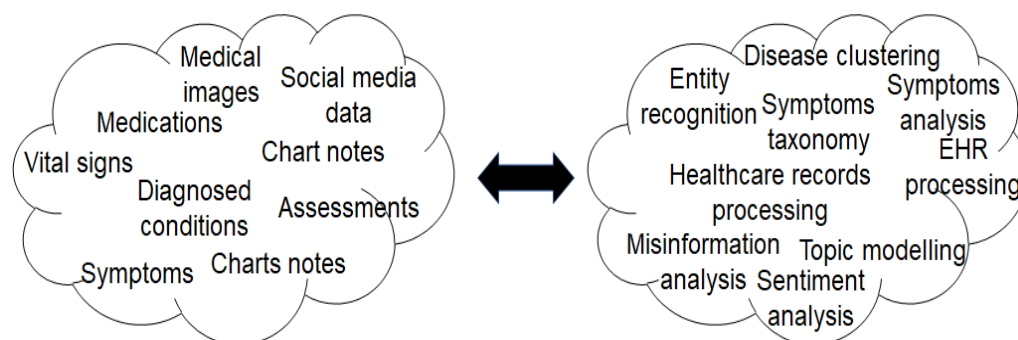 Medical
images
Social media
data
Medications
Vital signs
Chart notes
Diagnosed
conditions
Assessments
Symptoms
Charts notes
Disease clustering
Entity
recognition
Symptoms
taxonomy
Symptoms
analysis
EHR
processing
Healthcare records
processing
Misinformation
analysis
Topic modelling
Sentiment
analysis